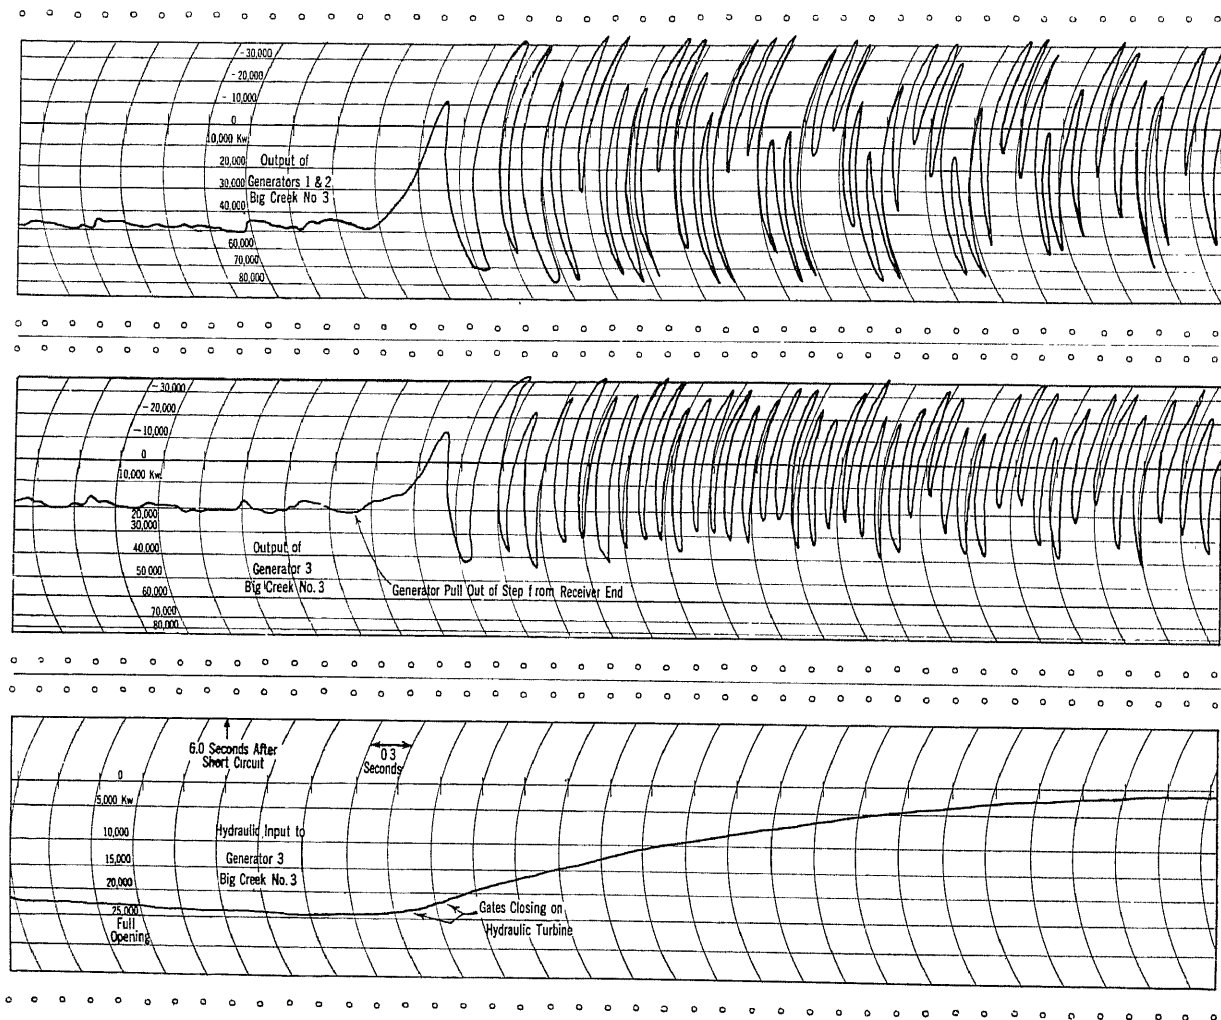 - 30,000
- 20,000
- 10,000
0
10,000 Kw
20,000
30,000
40,000
60,000
70,000
80,000
Output of
Generators 1 & 2
Big Creek No 3
- 30,000
- 20,000
- 10,000
0
10,000 Kw.
20,000
30,000
40,000
50,000
60,000
70,000
80,000
Output of
Generator 3
Big Creek No. 3
Generator Pull Out of Step from Receiver End
6.0 Seconds After
Short Circuit
0.3
Seconds
0
5,000 Kw
10,000
15,000
20,000
25,000
Full
Opening
Hydraulic Input to
Generator 3
Big Creek No. 3
Gates Closing on
Hydraulic Turbine